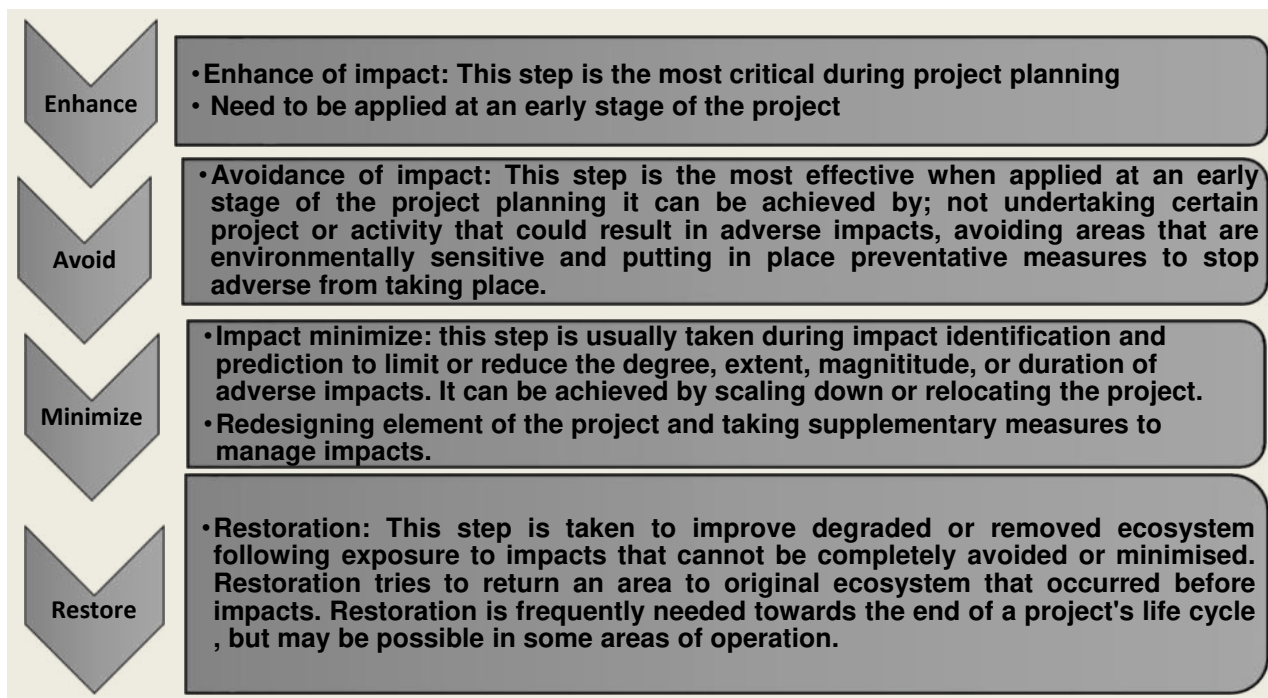 Enhance
•Enhance of impact: This step is the most critical during project planning
• Need to be applied at an early stage of the project
Avoid
•Avoidance of impact: This step is the most effective when applied at an early
stage of the project planning it can be achieved by; not undertaking certain
project or activity that could result in adverse impacts, avoiding areas that are
environmentally sensitive and putting in place preventative measures to stop
adverse from taking place.
Minimize
•Impact minimize: this step is usually taken during impact identification and
prediction to limit or reduce the degree, extent, magnititude, or duration of
adverse impacts. It can be achieved by scaling down or relocating the project.
•Redesigning element of the project and taking supplementary measures to
manage impacts.
Restore
•Restoration: This step is taken to improve degraded or removed ecosystem
following exposure to impacts that cannot be completely avoided or minimised.
Restoration tries to return an area to original ecosystem that occurred before
impacts. Restoration is frequently needed towards the end of a project's life cycle
, but may be possible in some areas of operation.